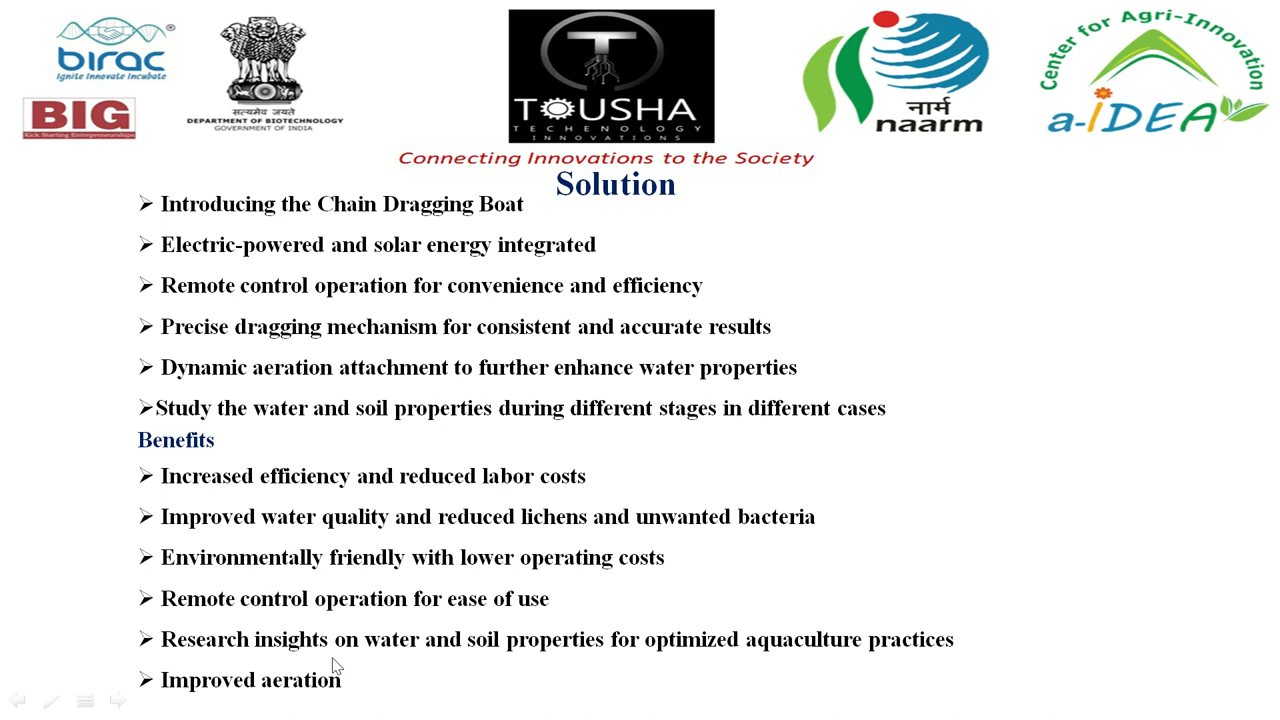 birac ®
Ignite Innovate Incubate
BIG
Kick Starting Entrepreneurships
सत्यमेव जयते
DEPARTMENT OF BIOTECHNOLOGY
GOVERNMENT OF INDIA
T
TOUSHA
TECHENOLOGY
INNOVATIONS
नार्म
naarm
Center for Agri-Innovation
a-IDEA
Connecting Innovations to the Society
Solution
➢ Introducing the Chain Dragging Boat
➢ Electric-powered and solar energy integrated
➢ Remote control operation for convenience and efficiency
➢ Precise dragging mechanism for consistent and accurate results
➢ Dynamic aeration attachment to further enhance water properties
➢Study the water and soil properties during different stages in different cases
Benefits
➢ Increased efficiency and reduced labor costs
➢ Improved water quality and reduced lichens and unwanted bacteria
➢ Environmentally friendly with lower operating costs
➢ Remote control operation for ease of use
➢ Research insights on water and soil properties for optimized aquaculture practices
➢ Improved aeration